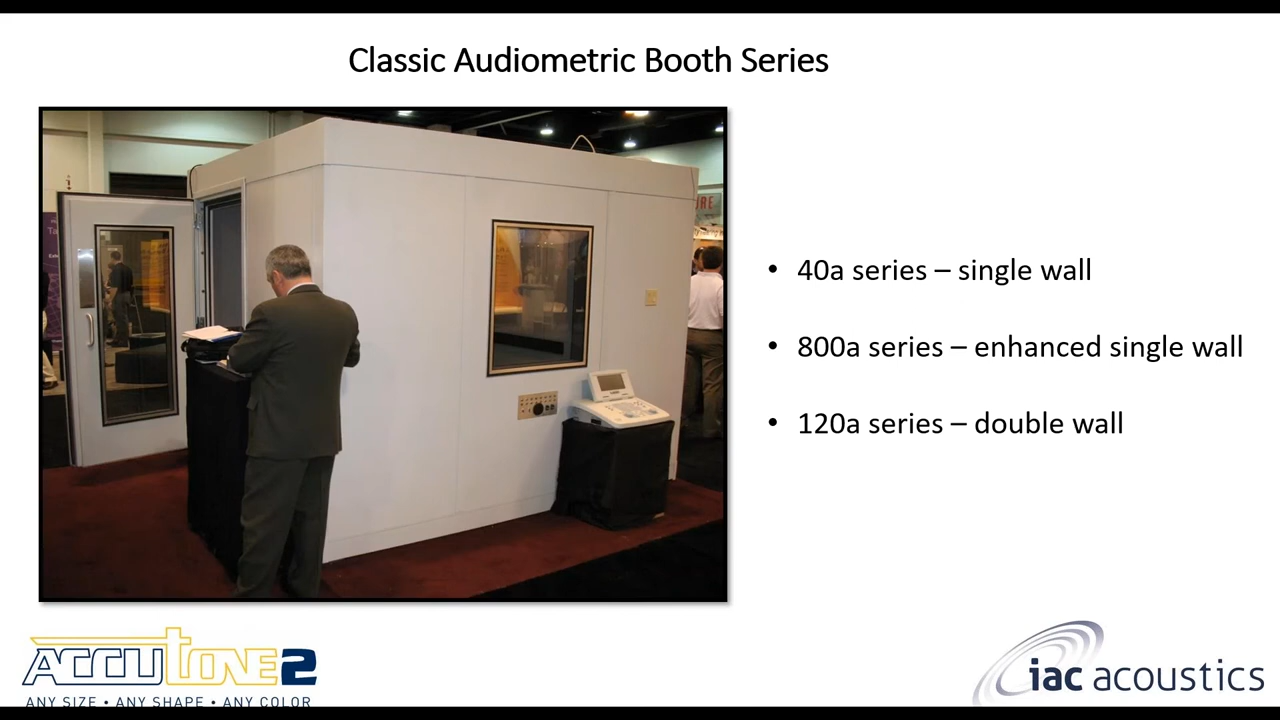 Classic Audiometric Booth Series
• 40a series – single wall
• 800a series – enhanced single wall
• 120a series – double wall
ACCUTONE2
ANY SIZE • ANY SHAPE • ANY COLOR
iac acoustics